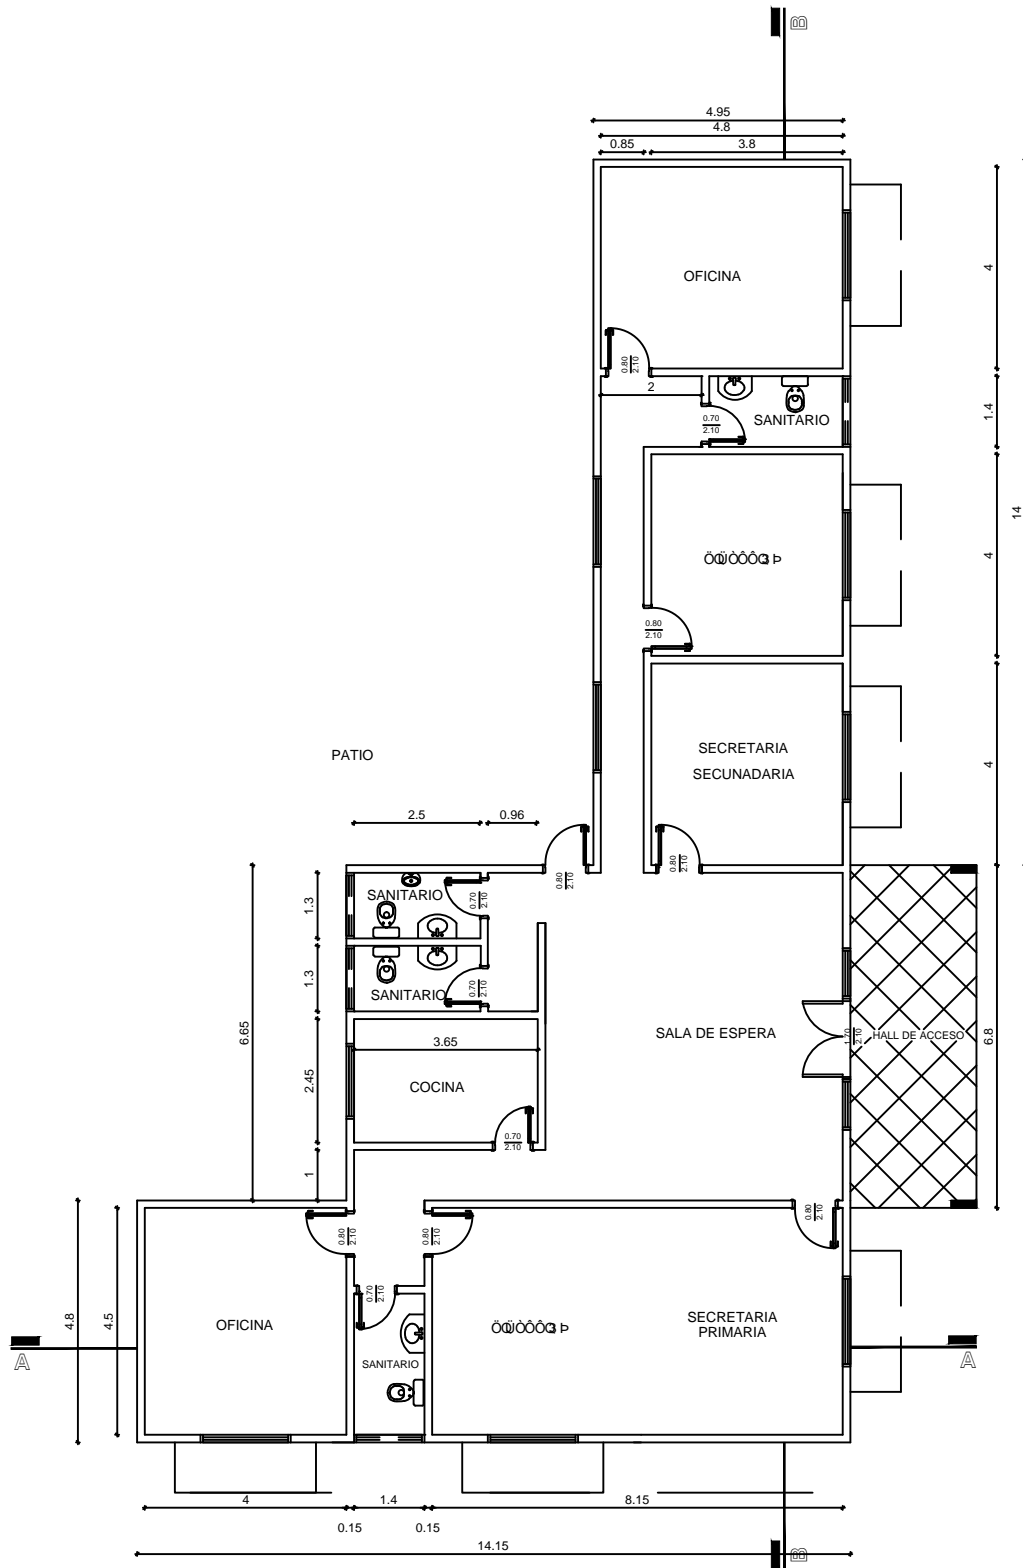 B
4.95
4.8
0.85
3.8
OFICINA
4
0.80
2.10
2
0.70
2.10
SANITARIO
1.4
14
4
0.80
2.10
SECRETARIA
SECUNADARIA
4
PATIO
2.5
0.96
0.80
2.10
0.80
2.10
SANITARIO
0.70
2.10
1.3
SANITARIO
0.70
2.10
1.3
6.65
3.65
COCINA
2.45
0.70
2.10
SALA DE ESPERA
1.70
2.10
HALL DE ACCESO
6.8
1
0.80
2.10
0.80
2.10
0.80
2.10
0.70
2.10
4.8
4.5
OFICINA
SANITARIO
SECRETARIA
PRIMARIA
A
A
4
1.4
8.15
0.15
0.15
14.15
B